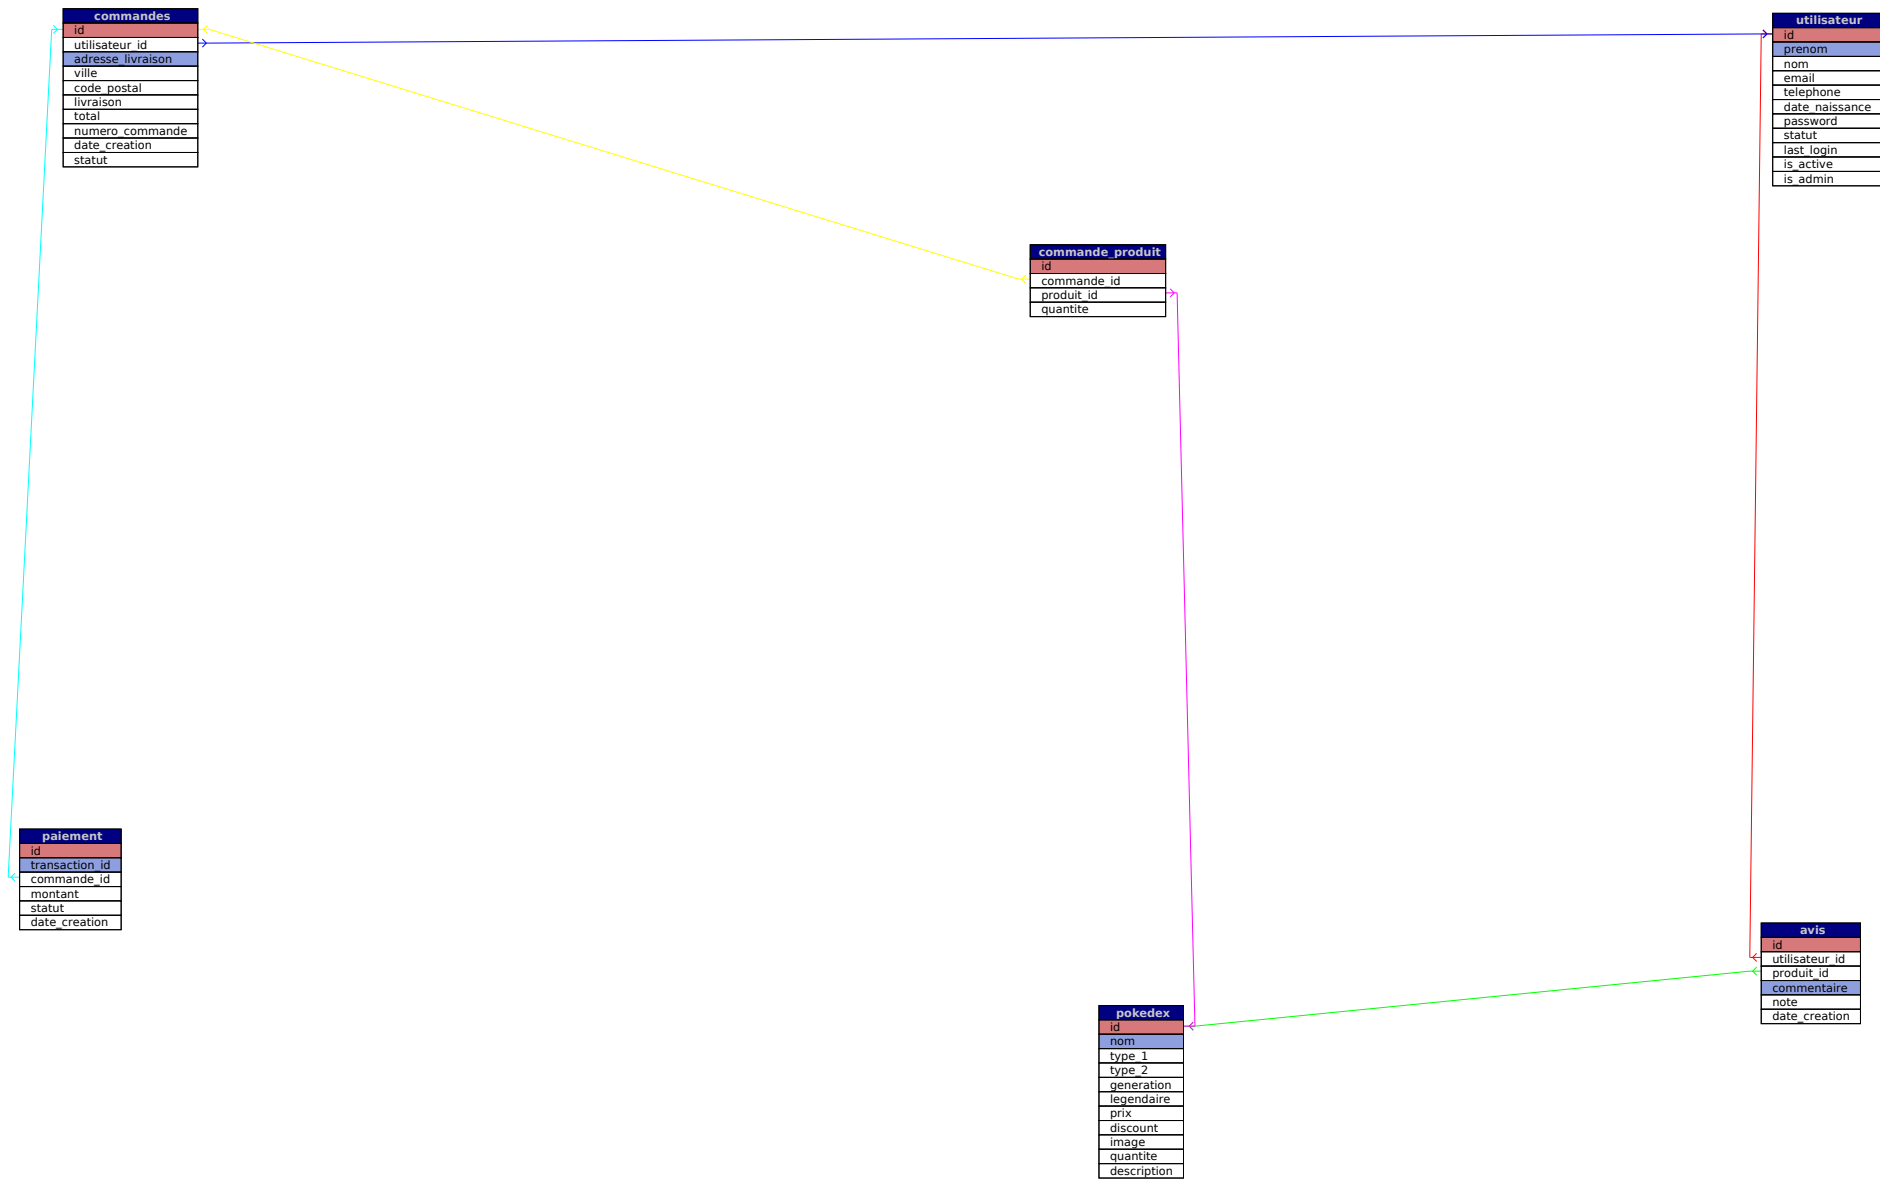 commandes
id
utilisateur_id
adresse_livraison
ville
code_postal
livraison
total
numero_commande
date_creation
statut
utilisateur
id
prenom
nom
email
telephone
date_naissance
password
statut
last_login
is_active
is_admin
commande_produit
id
commande_id
produit_id
quantite
paiement
id
transaction_id
commande_id
montant
statut
date_creation
avis
id
utilisateur_id
produit_id
commentaire
note
date_creation
pokedex
id
nom
type_1
type_2
generation
legendaire
prix
discount
image
quantite
description